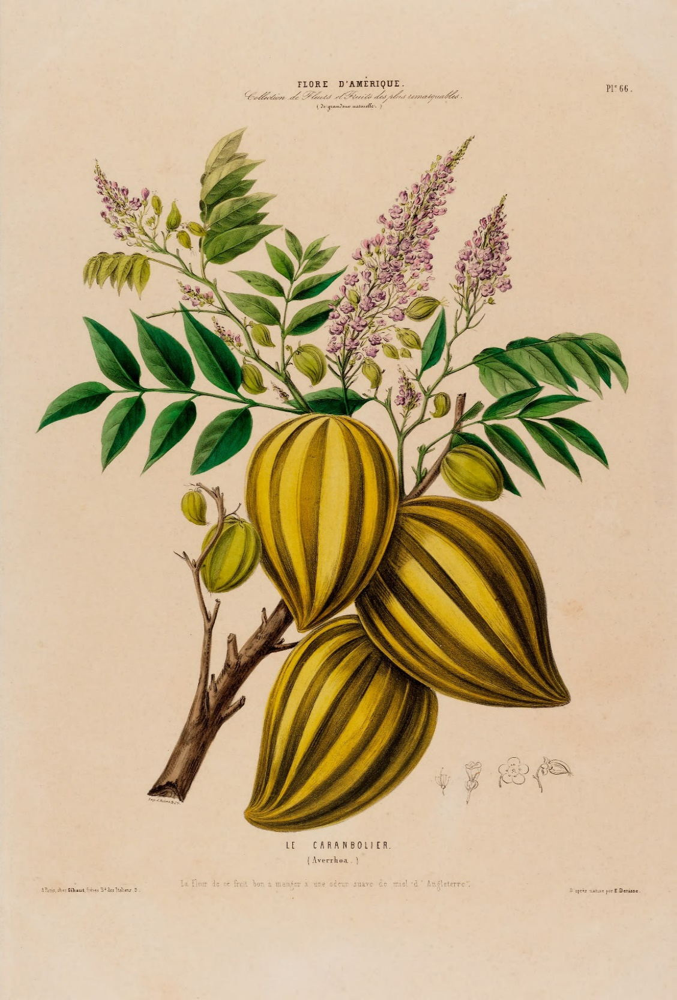 FLORE D'AMÉRIQUE.
Plᵉ 66.
Collection de Fleurs et Fruits des plus remarquables.
(de grandeur naturelle.)
LE CARANBOLIER.
(Averrhoa.)
La fleur de ce fruit bon a manger à une odeur suave de miel d'Angleterre".
A Paris, chez Gihaut, frères Bᵈ des Italiens, 5.
D'après nature par E. Denisse.